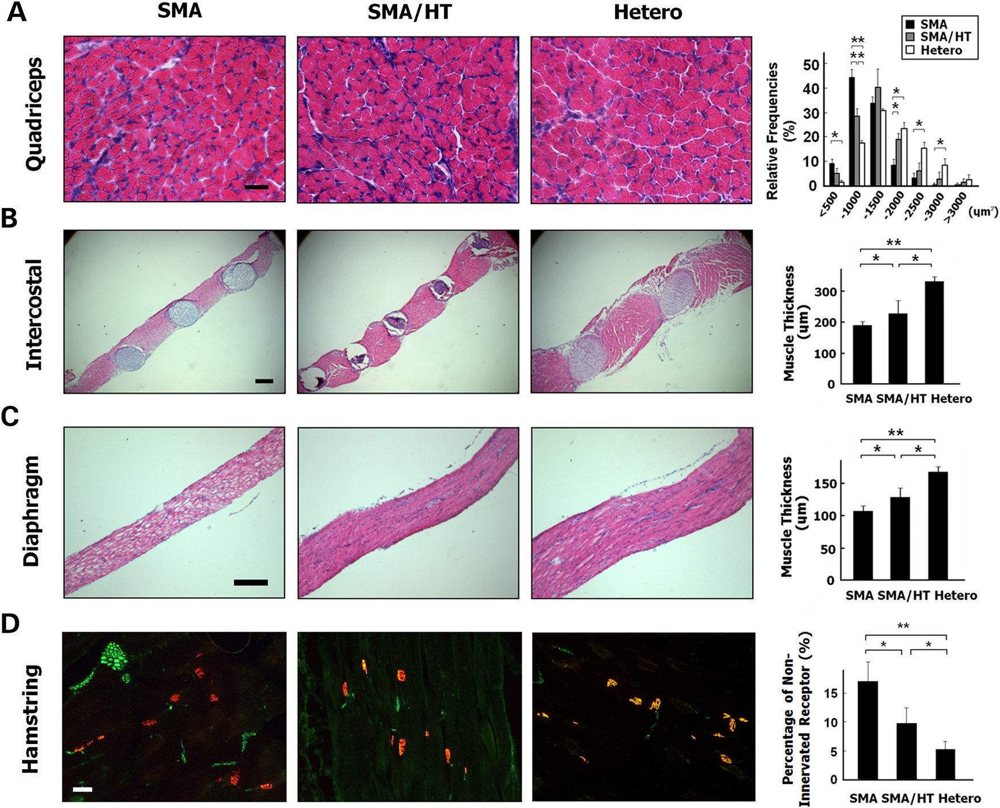 A
SMA
SMA/HT
Hetero
Quadriceps
SMA
SMA/HT
Hetero
Relative Frequencies
(%)
50
40
30
20
10
0
*
**
**
*
*
*
*
<500
-1000
-1500
-2000
-2500
-3000
>3000
(ųm²)
B
Intercostal
Muscle Thickness
(ųm)
300
200
100
0
**
*
*
SMA SMA/HT Hetero
C
Diaphragm
Muscle Thickness
(ųm)
150
100
50
0
**
*
*
SMA SMA/HT Hetero
D
Hamstring
Percentage of Non-
Innervated Receptor (%)
15
10
5
0
**
*
*
SMA SMA/HT Hetero